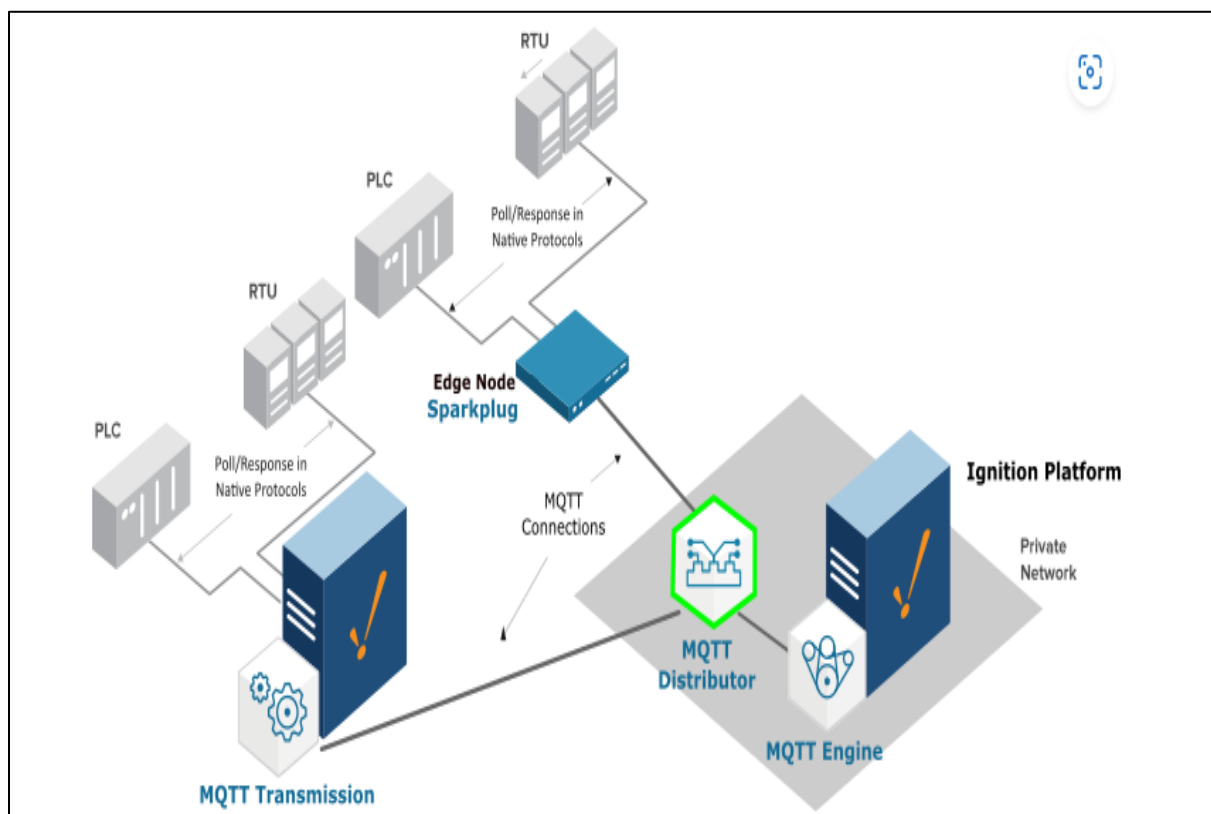 RTU
PLC
Poll/Response in
Native Protocols
RTU
Edge Node
Sparkplug
PLC
Poll/Response in
Native Protocols
Ignition Platform
MQTT
Connections
Private
Network
MQTT
Distributor
MQTT Engine
MQTT Transmission